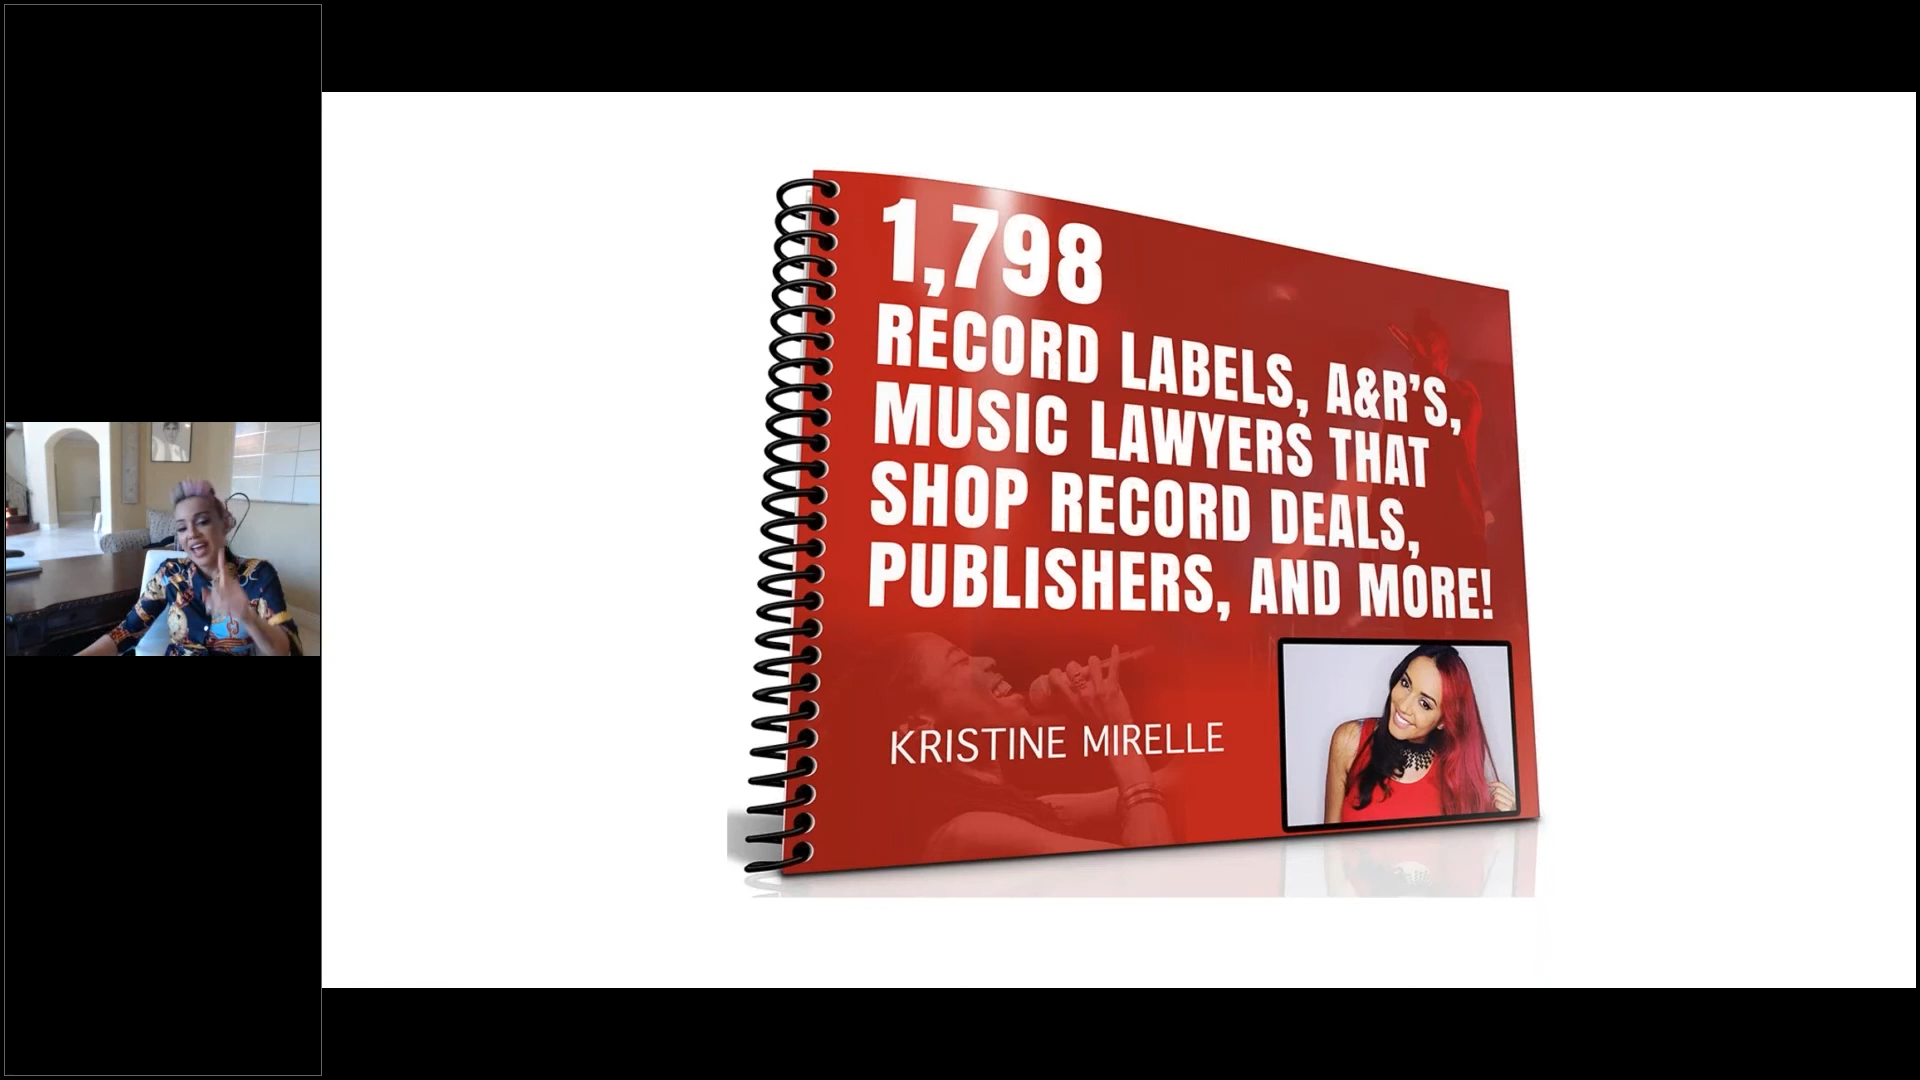 1,798
RECORD LABELS, A&R'S,
MUSIC LAWYERS THAT
SHOP RECORD DEALS,
PUBLISHERS, AND MORE!
KRISTINE MIRELLE